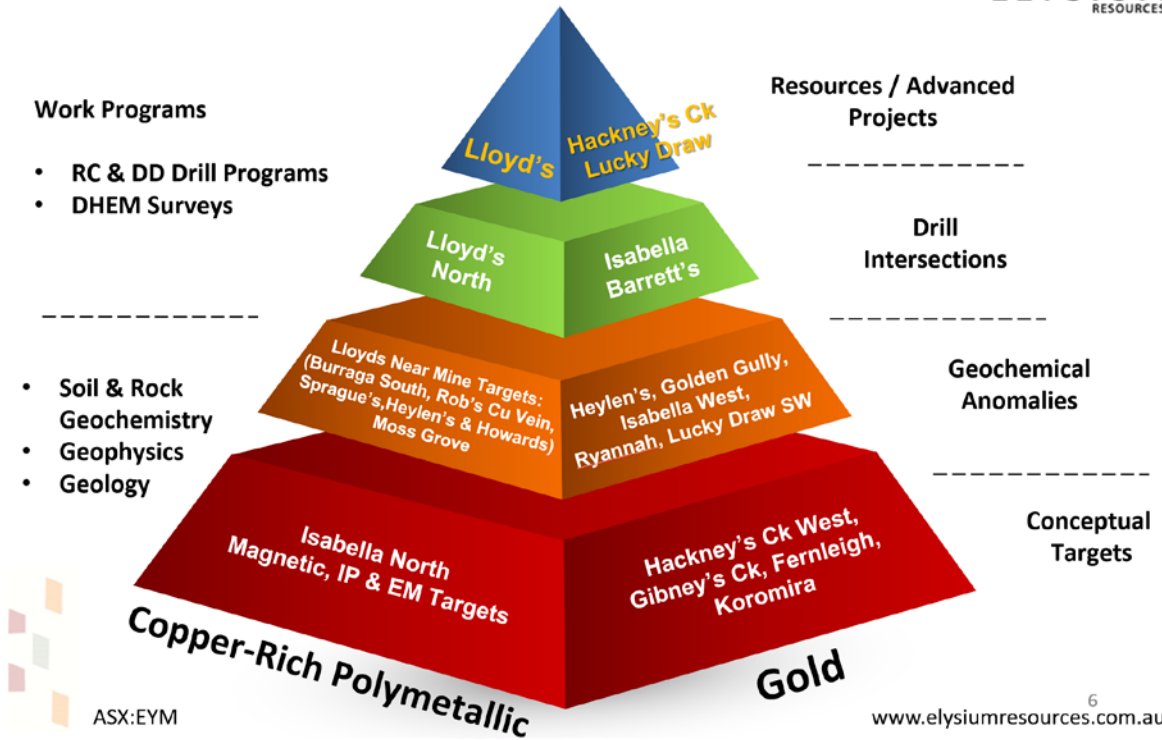 RESOURCES
Work Programs
• RC & DD Drill Programs
• DHEM Surveys
• Soil & Rock
Geochemistry
• Geophysics
• Geology
Lloyd's
Hackney's Ck
Lucky Draw
Lloyd's
North
Isabella
Barrett's
Lloyds Near Mine Targets:
(Burraga South, Rob's Cu Vein,
Sprague's,Heylen's & Howards)
Moss Grove
Heylen's, Golden Gully,
Isabella West,
Ryannah, Lucky Draw SW
Isabella North
Magnetic, IP & EM Targets
Hackney's Ck West,
Gibney's Ck, Fernleigh,
Koromira
Resources / Advanced
Projects
Drill
Intersections
Geochemical
Anomalies
Conceptual
Targets
Copper-Rich Polymetallic
Gold
ASX:EYM
6
www.elysiumresources.com.au